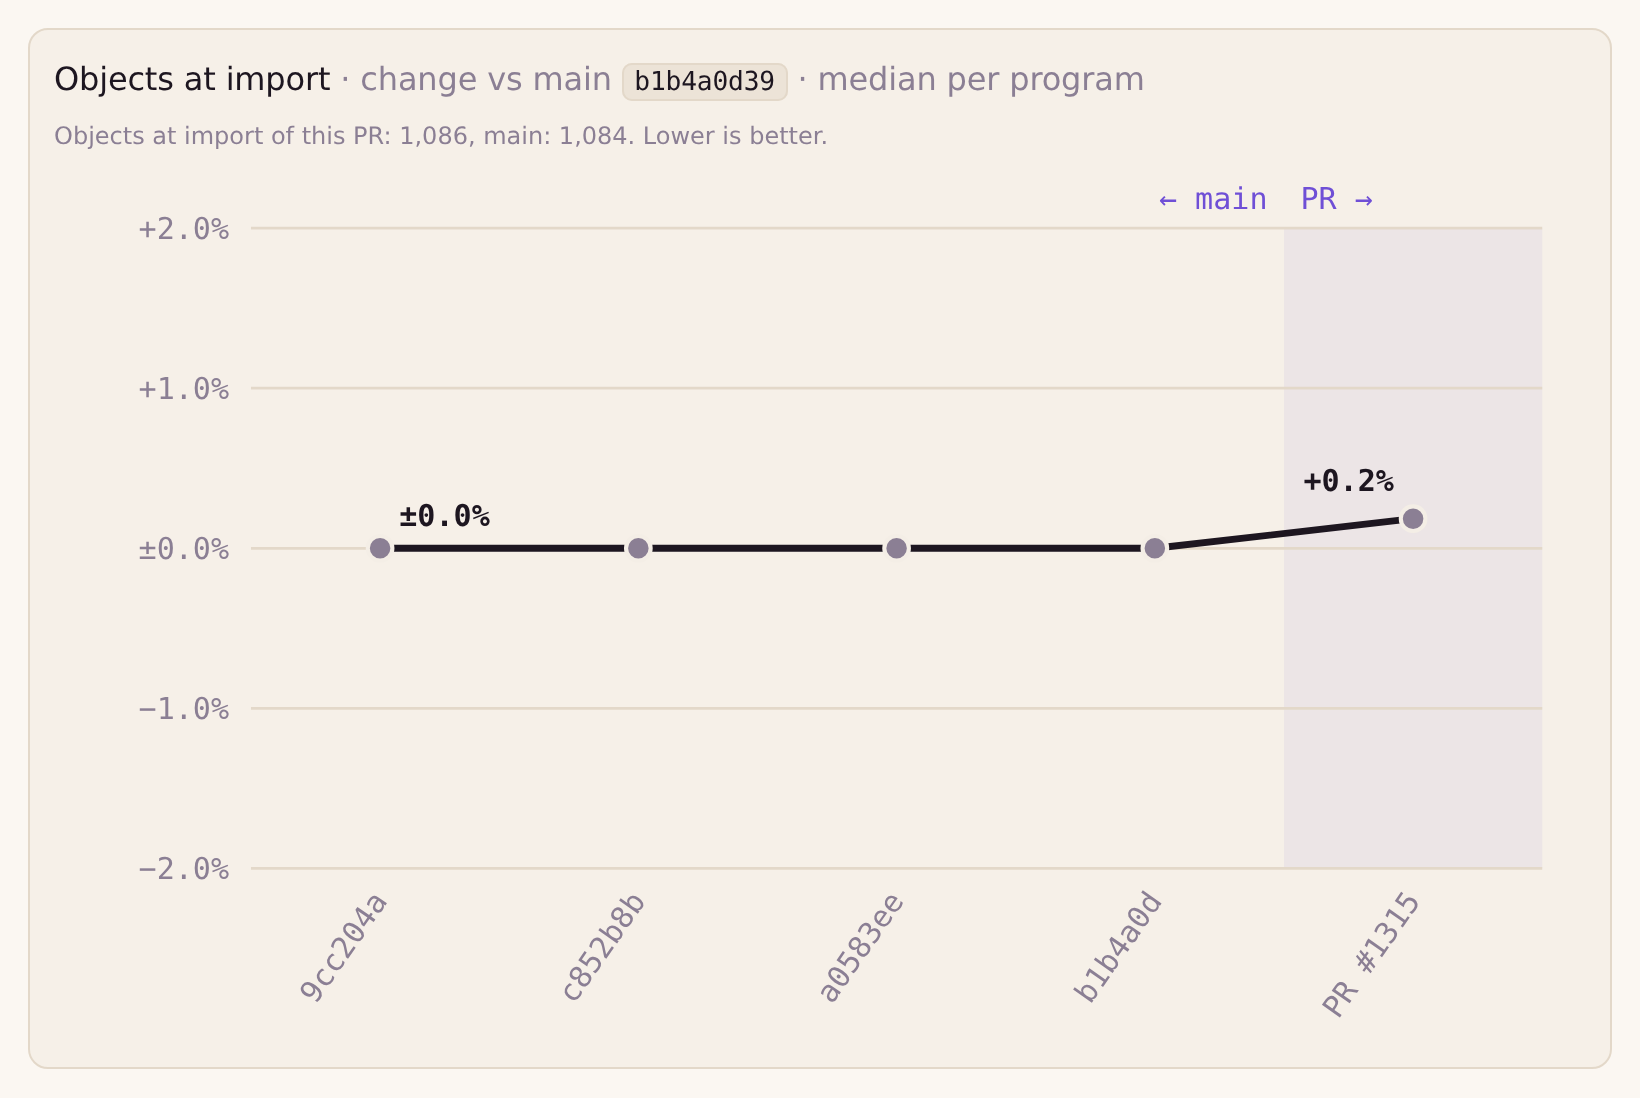 Objects at import · change vs main b1b4a0d39 · median per program
Objects at import of this PR: 1,086, main: 1,084. Lower is better.
← main PR →
+2.0%
+1.0%
+0.2%
±0.0%
±0.0%
−1.0%
−2.0%
9cc204a
c852b8b
a0583ee
b1b4a0d
PR #1315